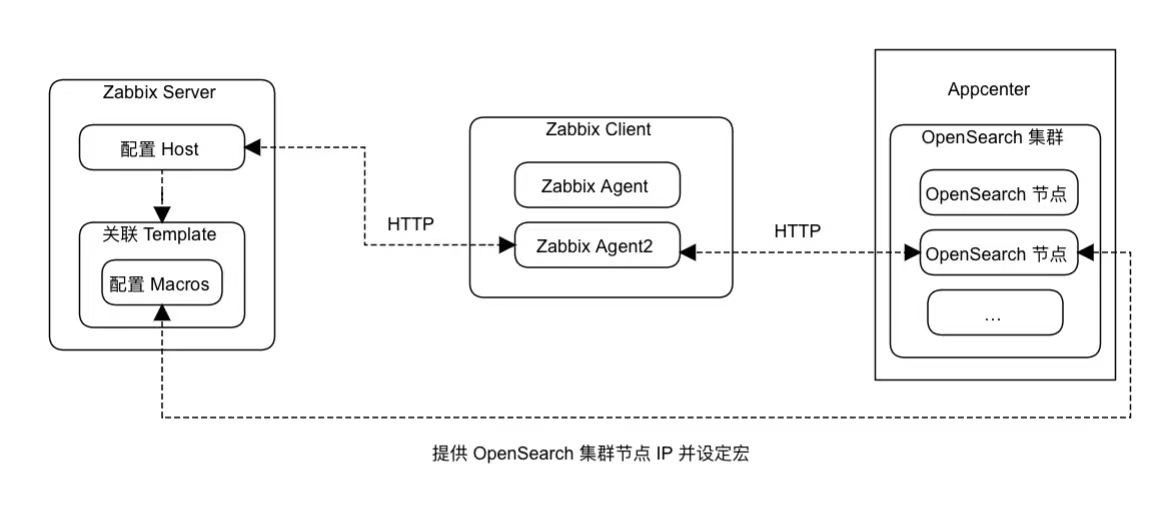 Zabbix Server
配置 Host
关联 Template
配置 Macros
HTTP
Zabbix Client
Zabbix Agent
Zabbix Agent2
HTTP
Appcenter
OpenSearch 集群
OpenSearch 节点
OpenSearch 节点
...
提供 OpenSearch 集群节点 IP 并设定宏